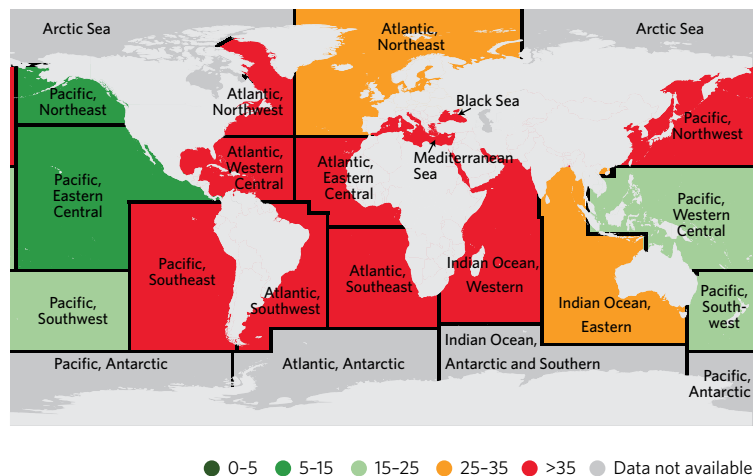 Arctic Sea
Atlantic,
Northeast
Arctic Sea
Pacific,
Northeast
Atlantic,
Northwest
Black Sea
Pacific,
Northwest
Mediterranean
Sea
Atlantic,
Western
Central
Atlantic,
Eastern
Central
Pacific,
Eastern
Central
Pacific,
Western
Central
Pacific,
Southeast
Atlantic,
Southwest
Atlantic,
Southeast
Indian Ocean,
Western
Indian Ocean,
Eastern
Pacific,
Southwest
Pacific,
South-
west
Pacific, Antarctic
Atlantic, Antarctic
Indian Ocean,
Antarctic and Southern
Pacific,
Antarctic
0–5 5–15 15–25 25–35 >35 Data not available